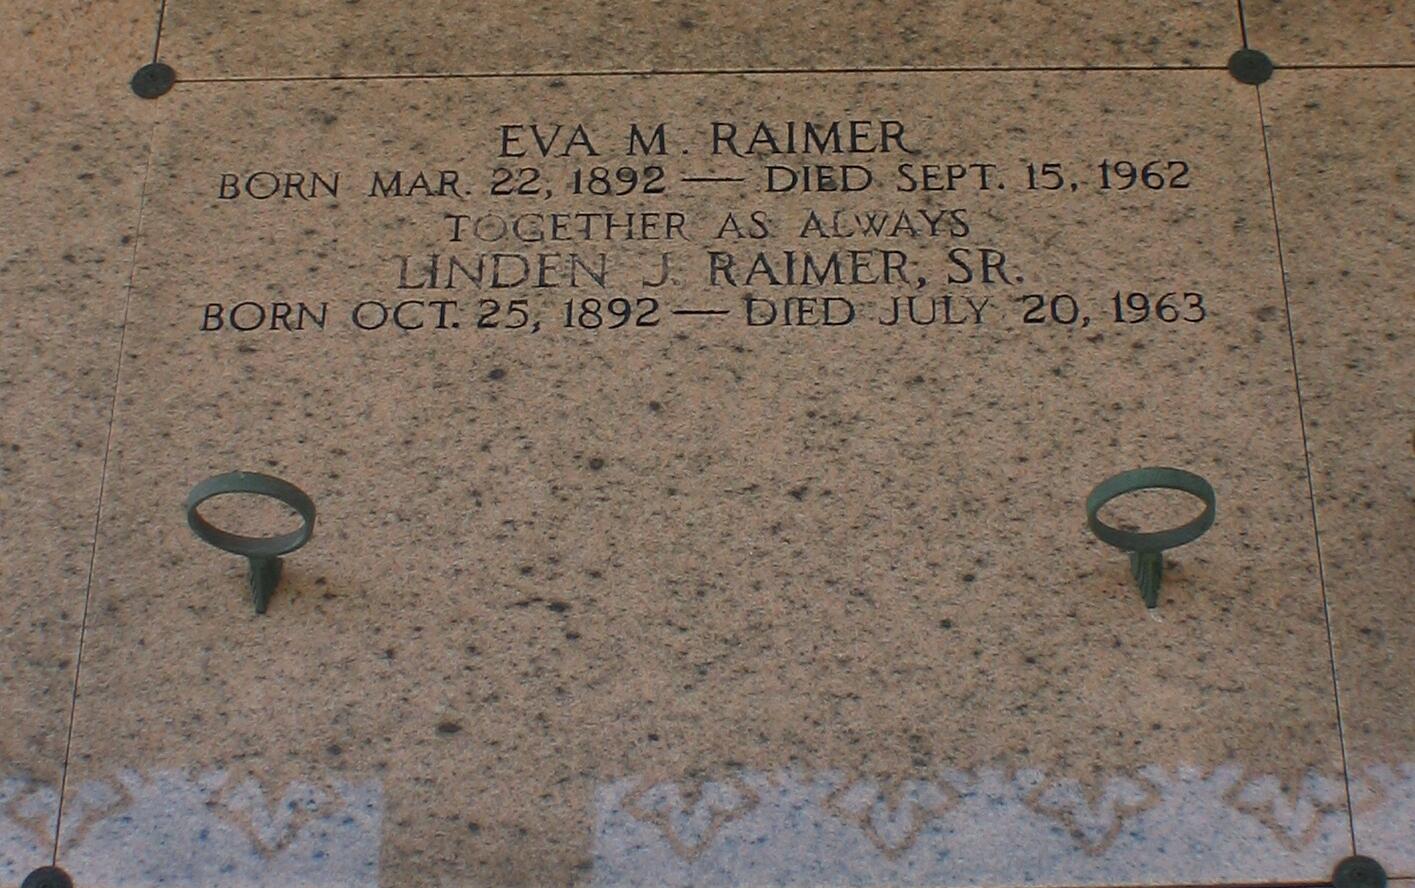 EVA M. RAIMER
BORN MAR. 22, 1892 — DIED SEPT. 15, 1962
TOGETHER AS ALWAYS
LINDEN J. RAIMER, SR.
BORN OCT. 25, 1892 — DIED JULY 20, 1963